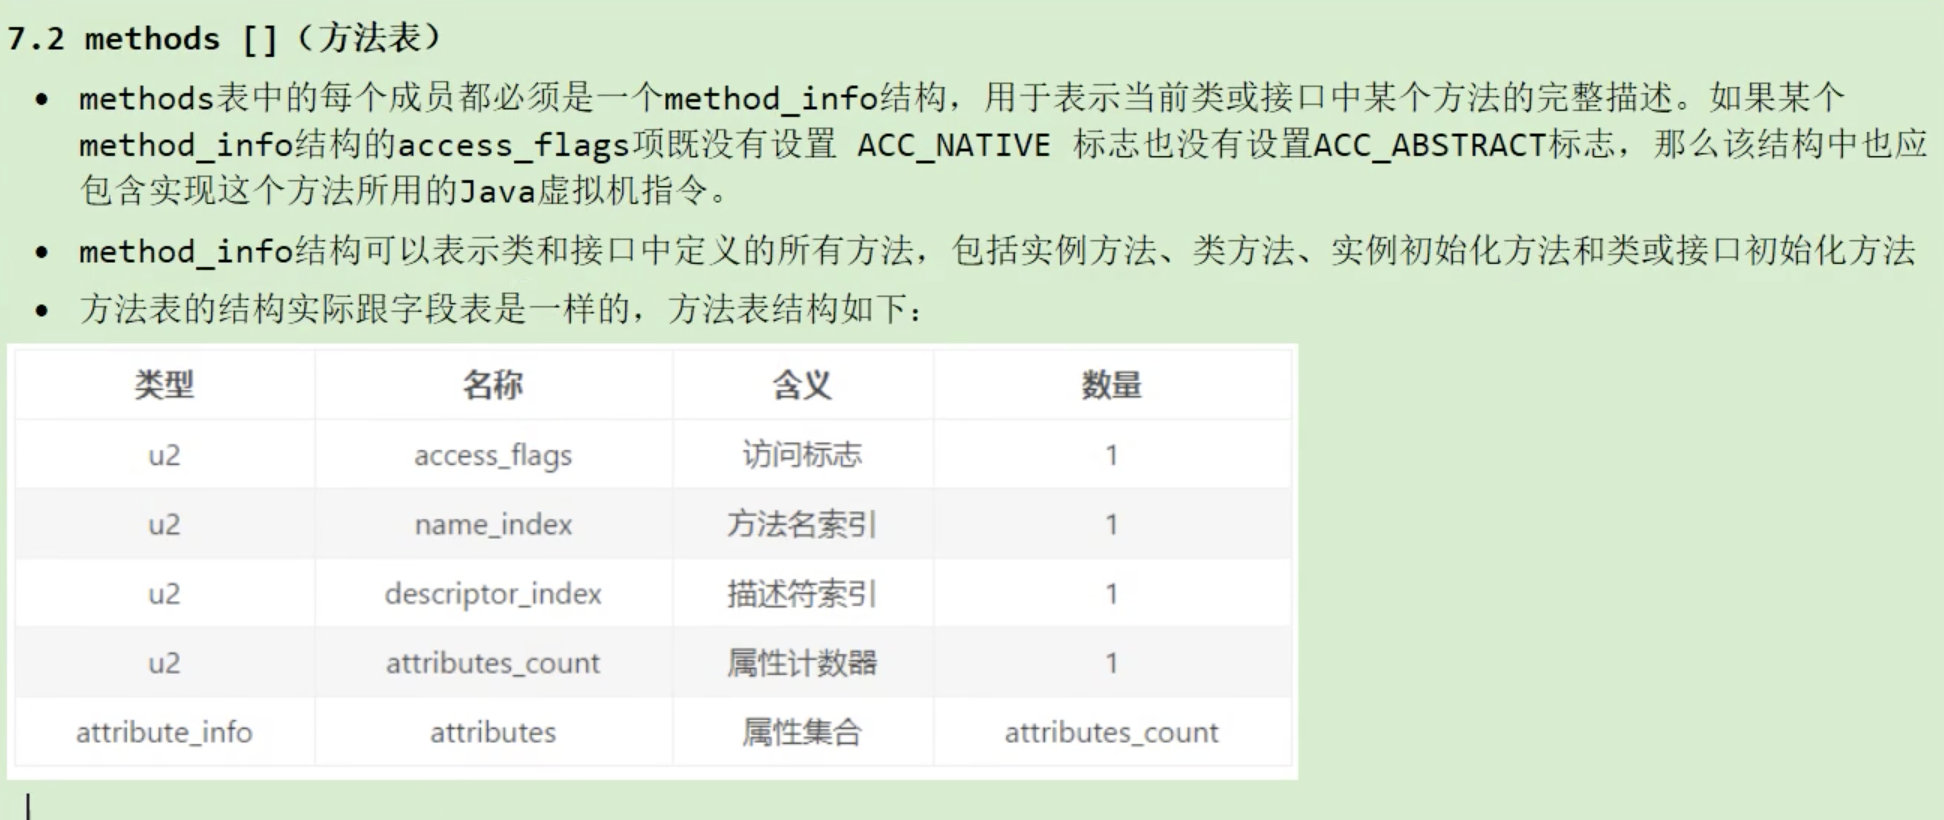 7.2 methods []（方法表）
• methods表中的每个成员都必须是一个method_info结构，用于表示当前类或接口中某个方法的完整描述。如果某个
method_info结构的access_flags项既没有设置 ACC_NATIVE 标志也没有设置ACC_ABSTRACT标志，那么该结构中也应
包含实现这个方法所用的Java虚拟机指令。
• method_info结构可以表示类和接口中定义的所有方法，包括实例方法、类方法、实例初始化方法和类或接口初始化方法
• 方法表的结构实际跟字段表是一样的，方法表结构如下：
类型 名称 含义 数量
u2 access_flags 访问标志 1
u2 name_index 方法名索引 1
u2 descriptor_index 描述符索引 1
u2 attributes_count 属性计数器 1
attribute_info attributes 属性集合 attributes_count